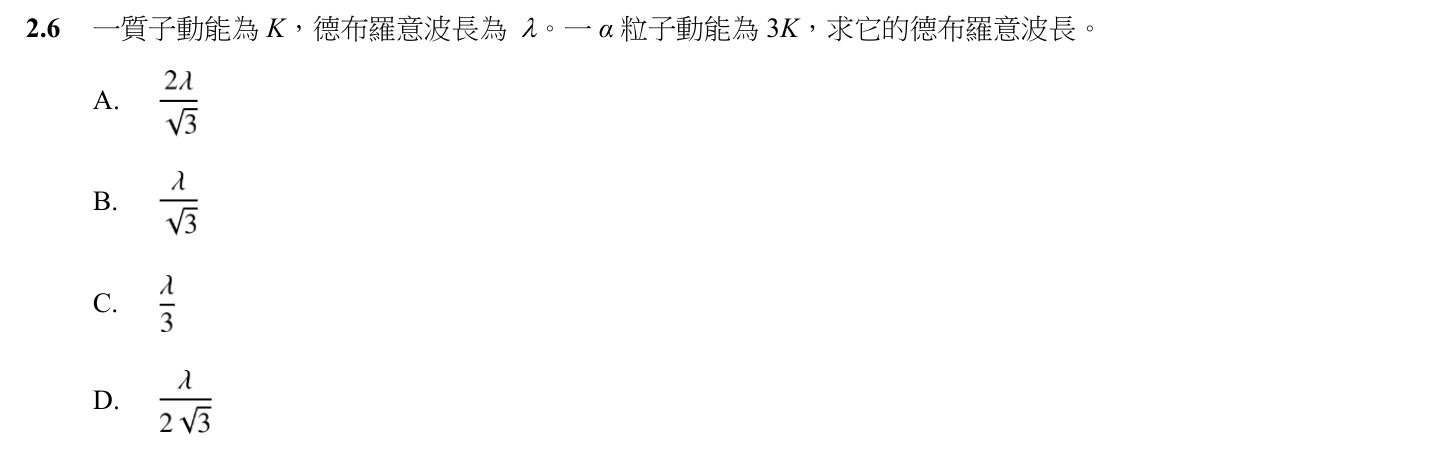 2.6 一質子動能為 K，德布羅意波長為 λ。一 α 粒子動能為 3K，求它的德布羅意波長。
A. 2λ/√3
B. λ/√3
C. λ/3
D. λ/2√3